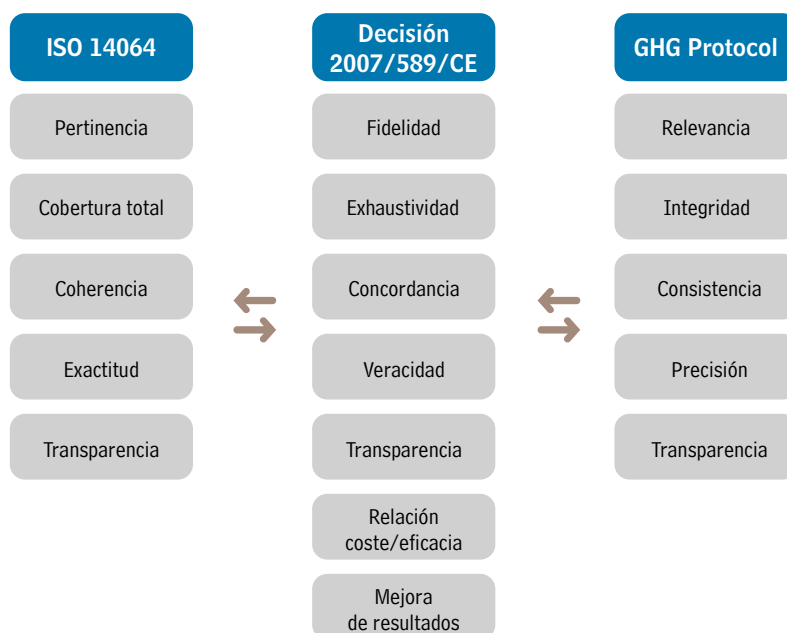 ISO 14064
Pertinencia
Cobertura total
Coherencia
Exactitud
Transparencia
Decisión
2007/589/CE
Fidelidad
Exhaustividad
Concordancia
Veracidad
Transparencia
Relación
coste/eficacia
Mejora
de resultados
GHG Protocol
Relevancia
Integridad
Consistencia
Precisión
Transparencia